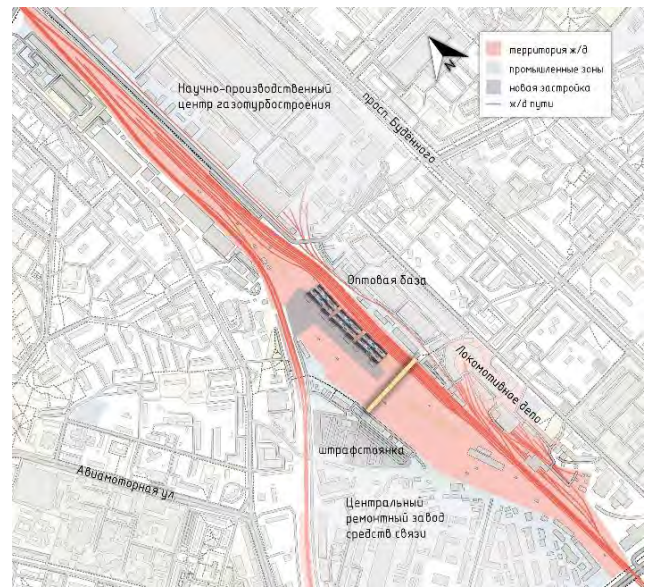 территория ж/д
промышленные зоны
новая застройка
ж/д пути
N
Научно-производственный
центр газотурбостроения
просп. Будённого
Оптовая база
Локомотивное депо
штрафстоянка
Авиамоторная ул
Центральный
ремонтный завод
средств связи